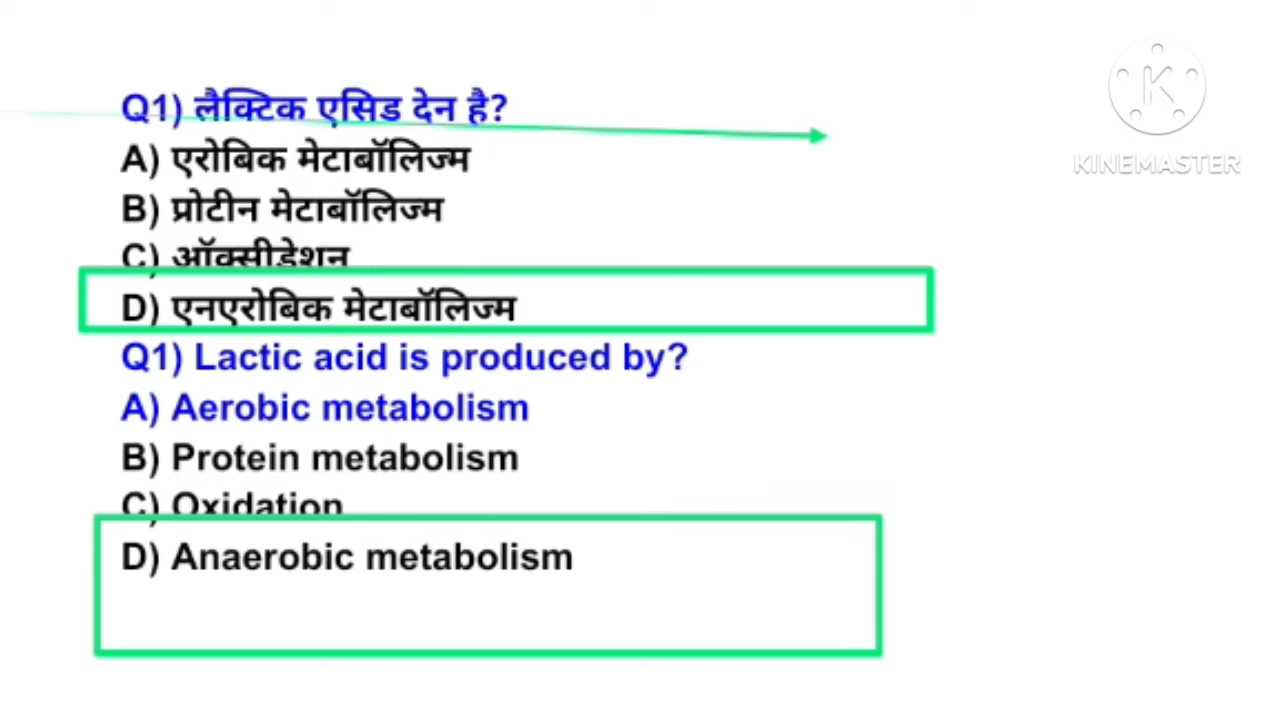 Q1) लैक्टिक एसिड देन है?
A) एरोबिक मेटाबॉलिज्म
B) प्रोटीन मेटाबॉलिज्म
C) ऑक्सीडेशन
D) एनएरोबिक मेटाबॉलिज्म
Q1) Lactic acid is produced by?
A) Aerobic metabolism
B) Protein metabolism
C) Oxidation
D) Anaerobic metabolism
K
KINEMASTER